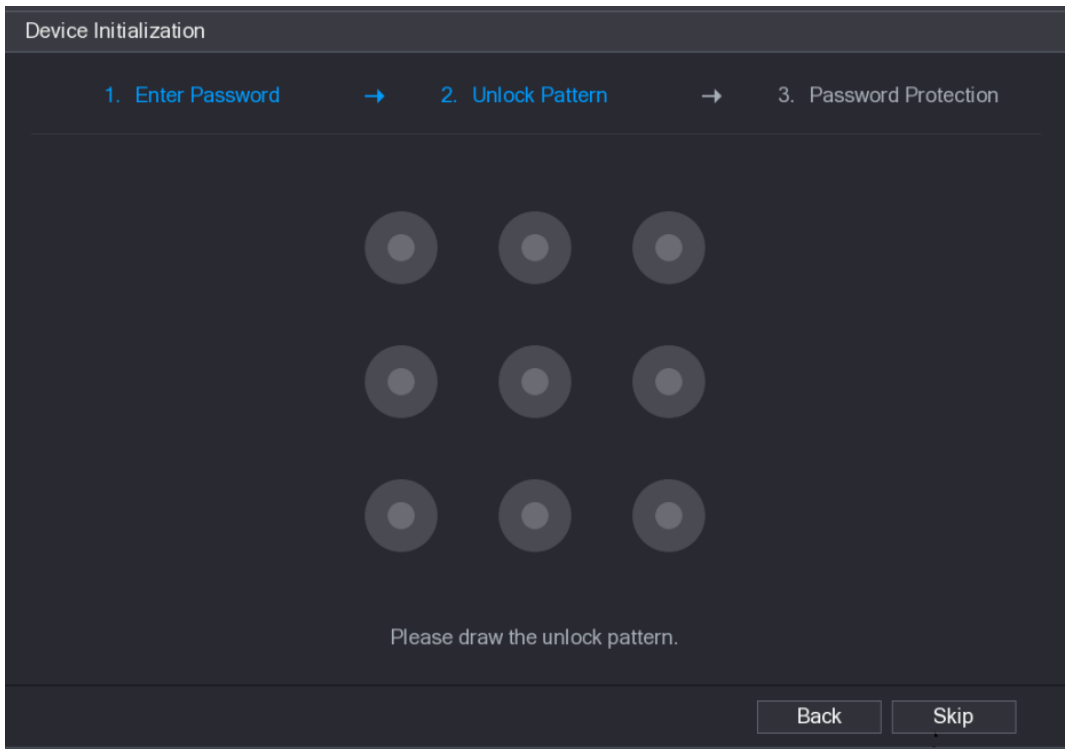 Device Initialization
1. Enter Password → 2. Unlock Pattern → 3. Password Protection
Please draw the unlock pattern.
Back Skip